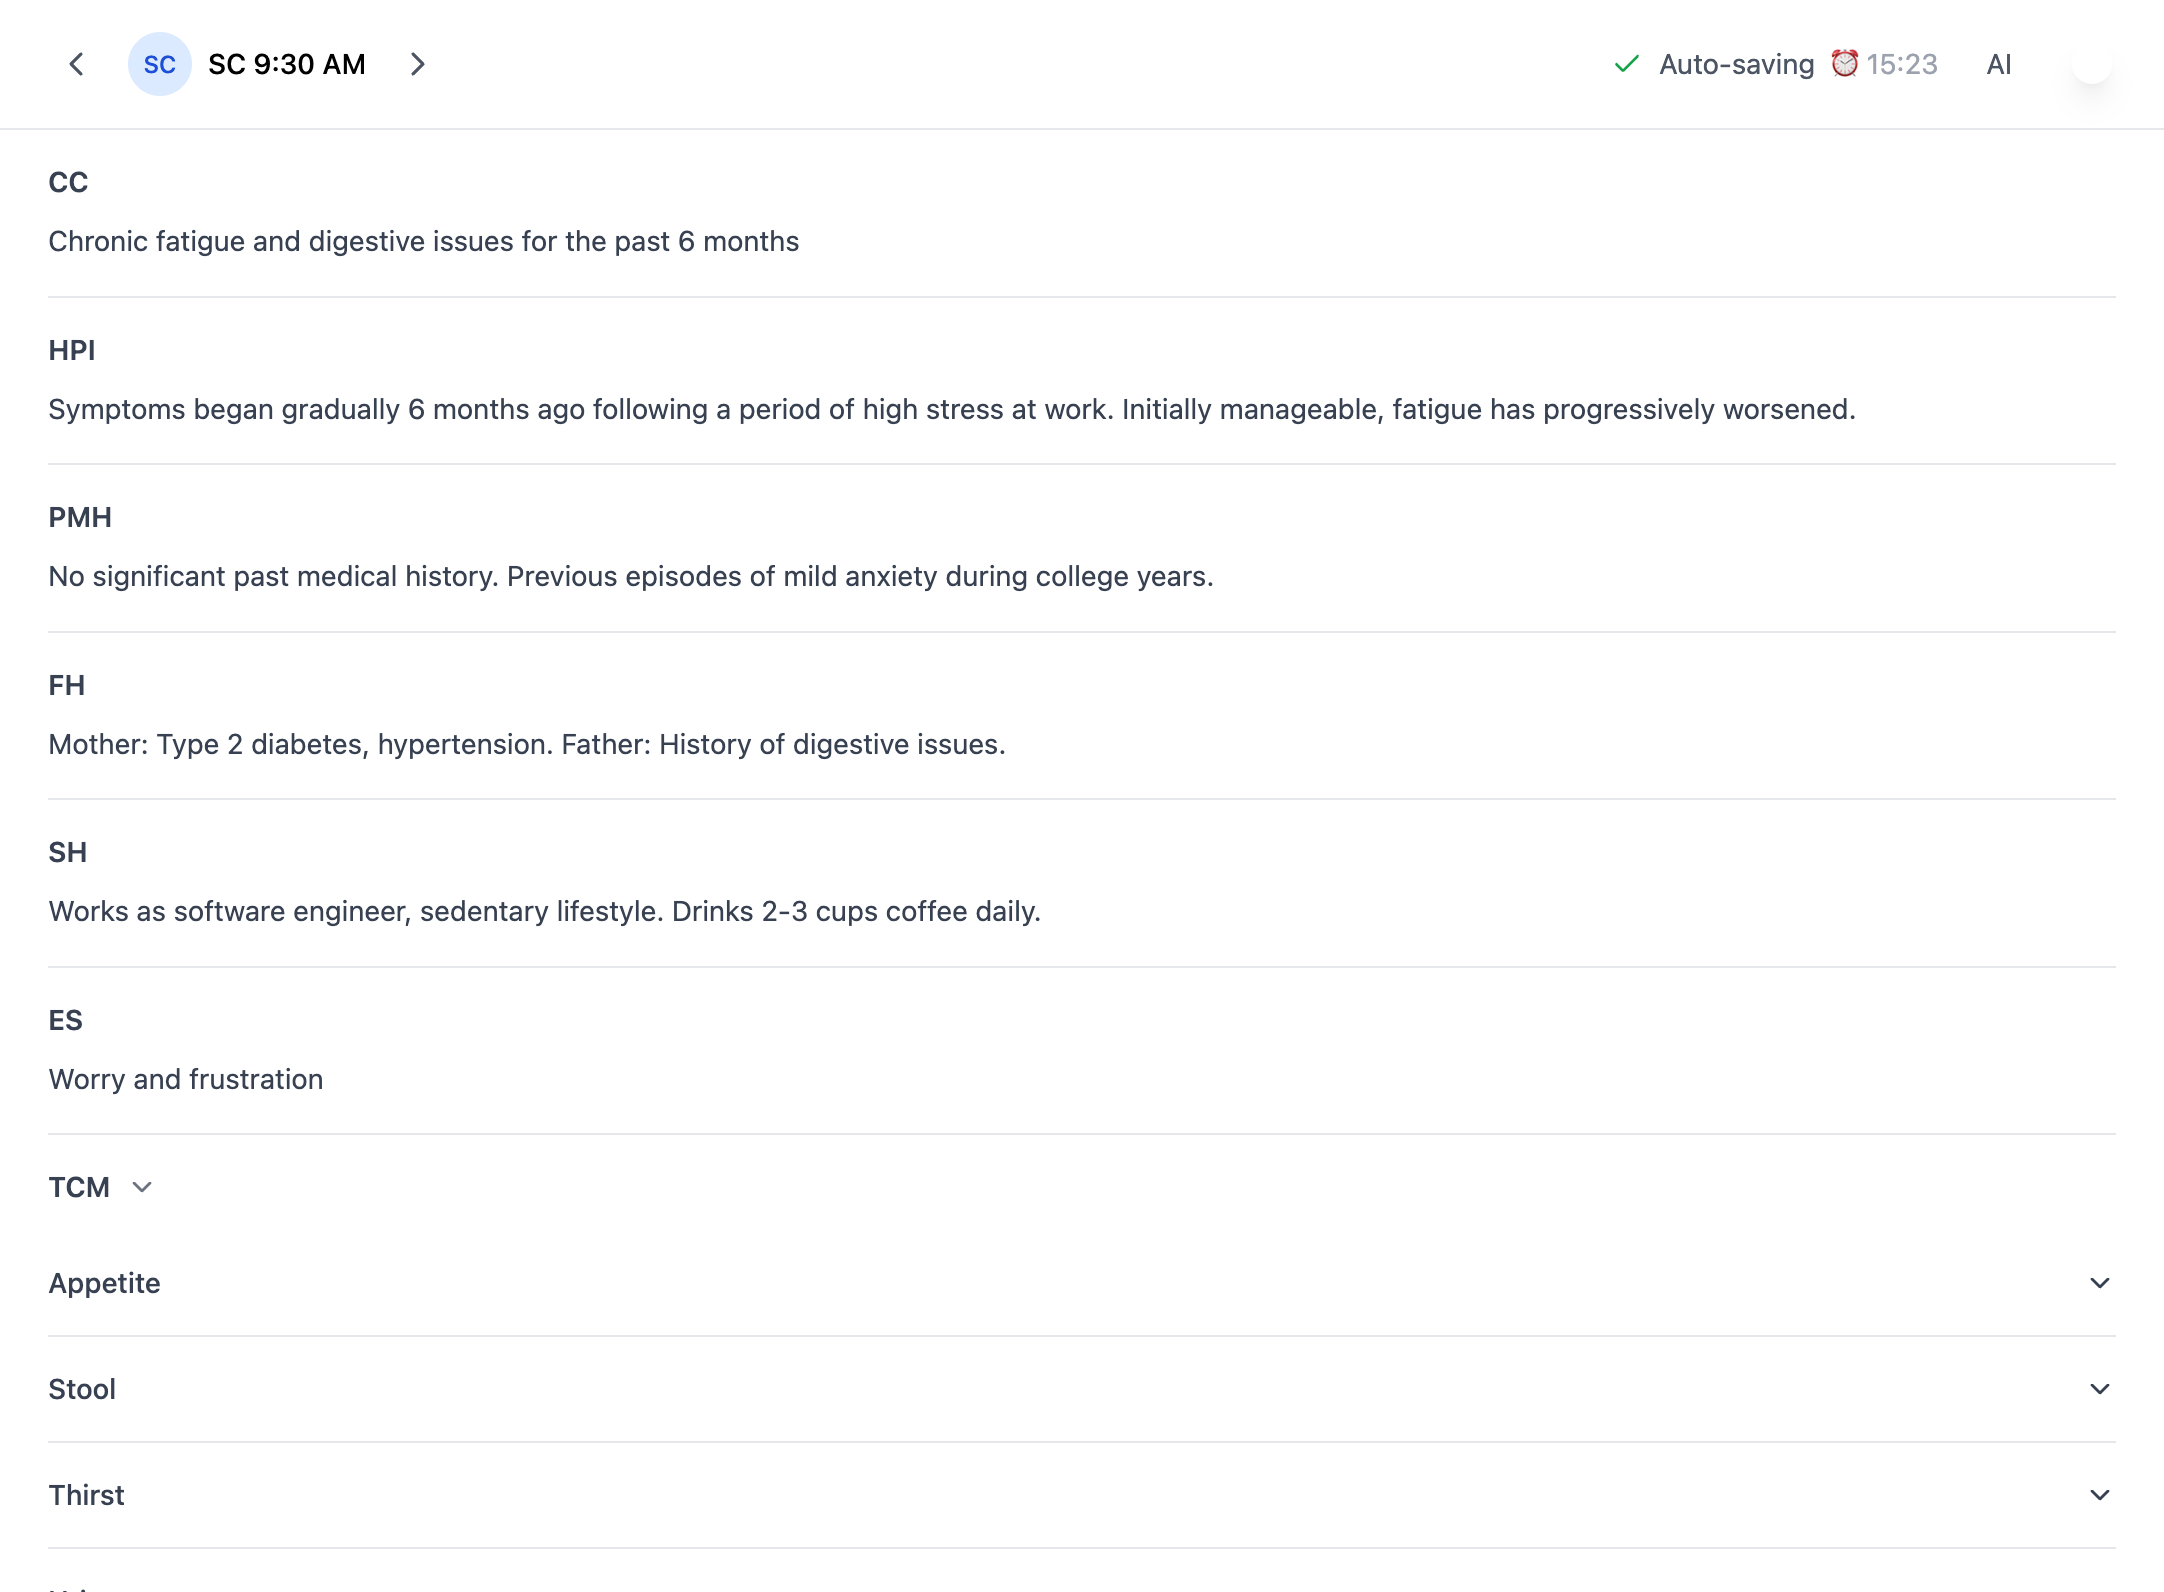 SC SC 9:30 AM Auto-saving ⏰ 15:23 AI
CC
Chronic fatigue and digestive issues for the past 6 months
HPI
Symptoms began gradually 6 months ago following a period of high stress at work. Initially manageable, fatigue has progressively worsened.
PMH
No significant past medical history. Previous episodes of mild anxiety during college years.
FH
Mother: Type 2 diabetes, hypertension. Father: History of digestive issues.
SH
Works as software engineer, sedentary lifestyle. Drinks 2-3 cups coffee daily.
ES
Worry and frustration
TCM
Appetite
Stool
Thirst